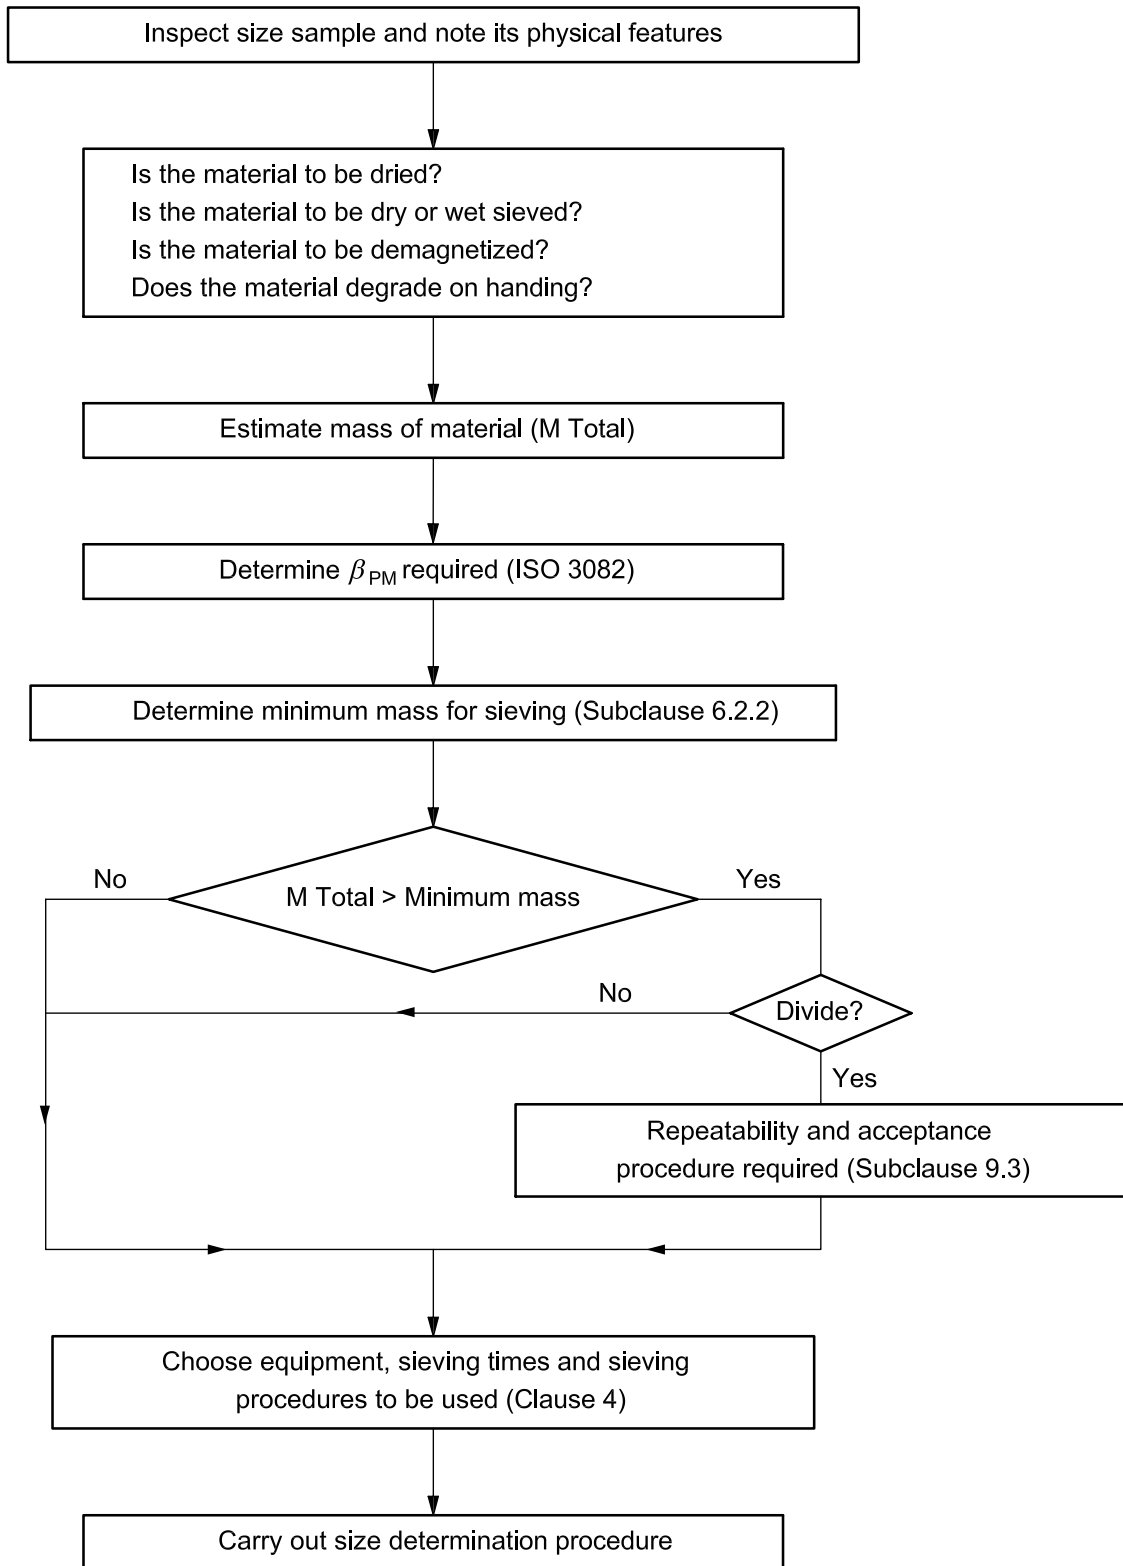 Inspect size sample and note its physical features
Is the material to be dried?
Is the material to be dry or wet sieved?
Is the material to be demagnetized?
Does the material degrade on handing?
Estimate mass of material (M Total)
Determine β PM required (ISO 3082)
Determine minimum mass for sieving (Subclause 6.2.2)
No
M Total > Minimum mass
Yes
No
Divide?
Yes
Repeatability and acceptance
procedure required (Subclause 9.3)
Choose equipment, sieving times and sieving
procedures to be used (Clause 4)
Carry out size determination procedure